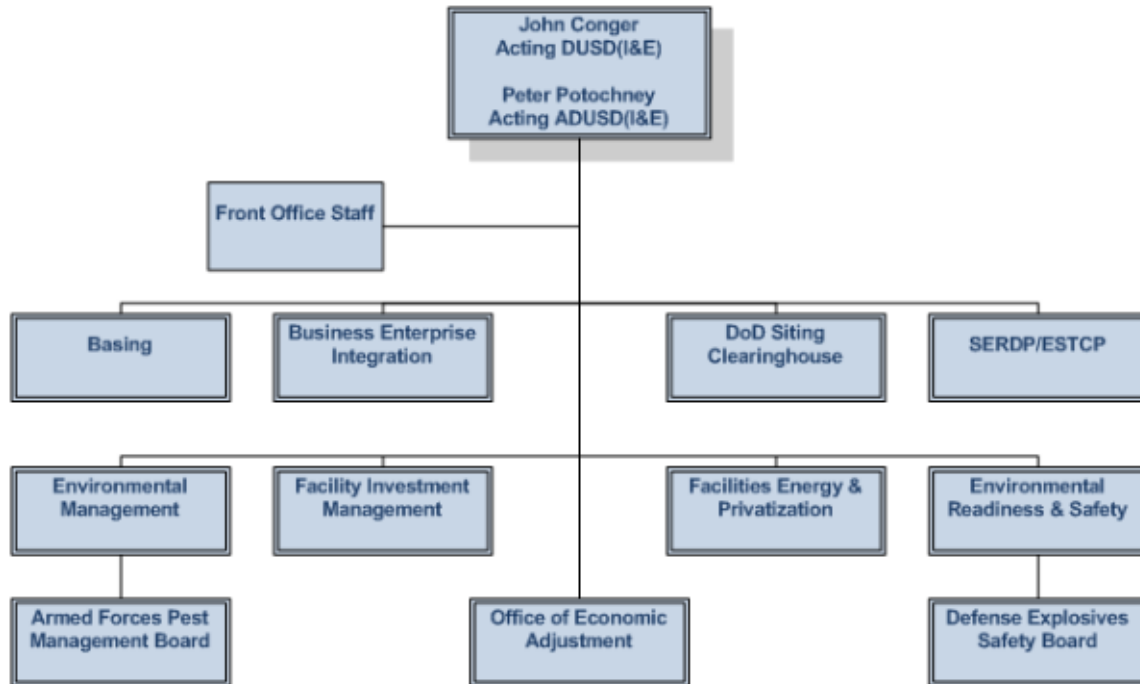 John Conger
Acting DUSD(I&E)
Peter Potochney
Acting ADUSD(I&E)
Front Office Staff
Basing
Business Enterprise
Integration
DoD Siting
Clearinghouse
SERDP/ESTCP
Environmental
Management
Facility Investment
Management
Facilities Energy &
Privatization
Environmental
Readiness & Safety
Armed Forces Pest
Management Board
Office of Economic
Adjustment
Defense Explosives
Safety Board